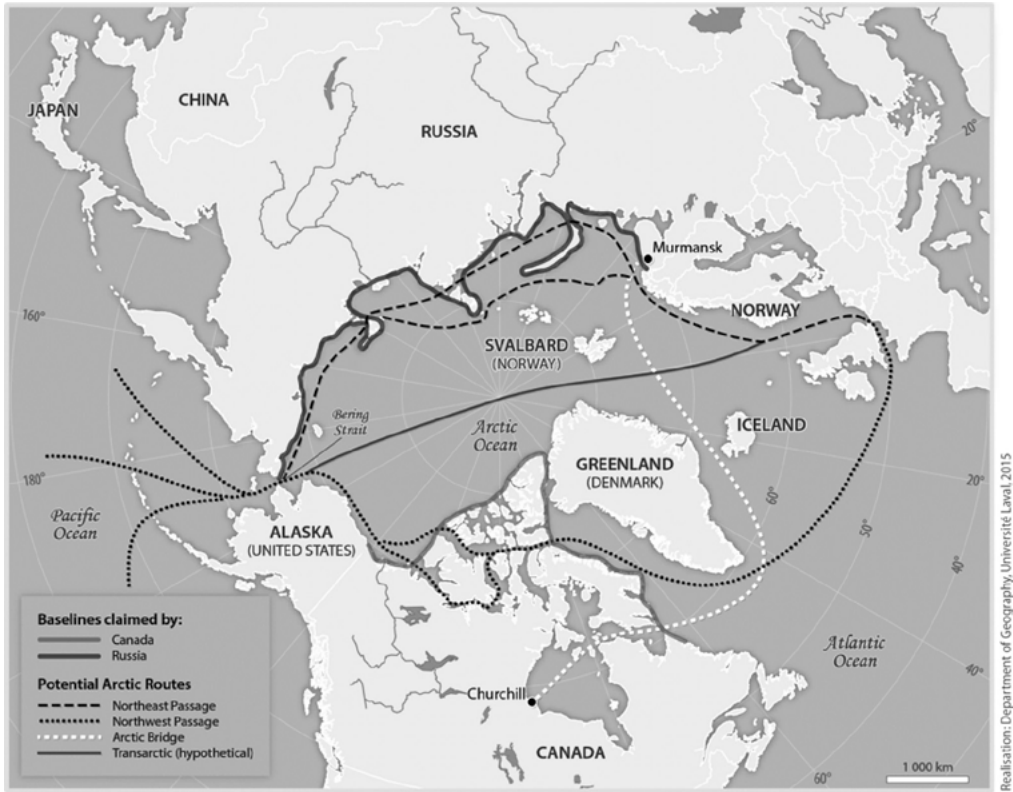 JAPAN
CHINA
RUSSIA
20°
Murmansk
NORWAY
160°
SVALBARD
(NORWAY)
Bering
Strait
Arctic
Ocean
ICELAND
GREENLAND
(DENMARK)
180°
20°
60°
50°
40°
Pacific
Ocean
ALASKA
(UNITED STATES)
Atlantic
Ocean
40°
Churchill
CANADA
60°
1 000 km
Baselines claimed by:
Canada
Russia
Potential Arctic Routes
Northeast Passage
Northwest Passage
Arctic Bridge
Transarctic (hypothetical)
Realisation: Department of Geography, Université Laval, 2015